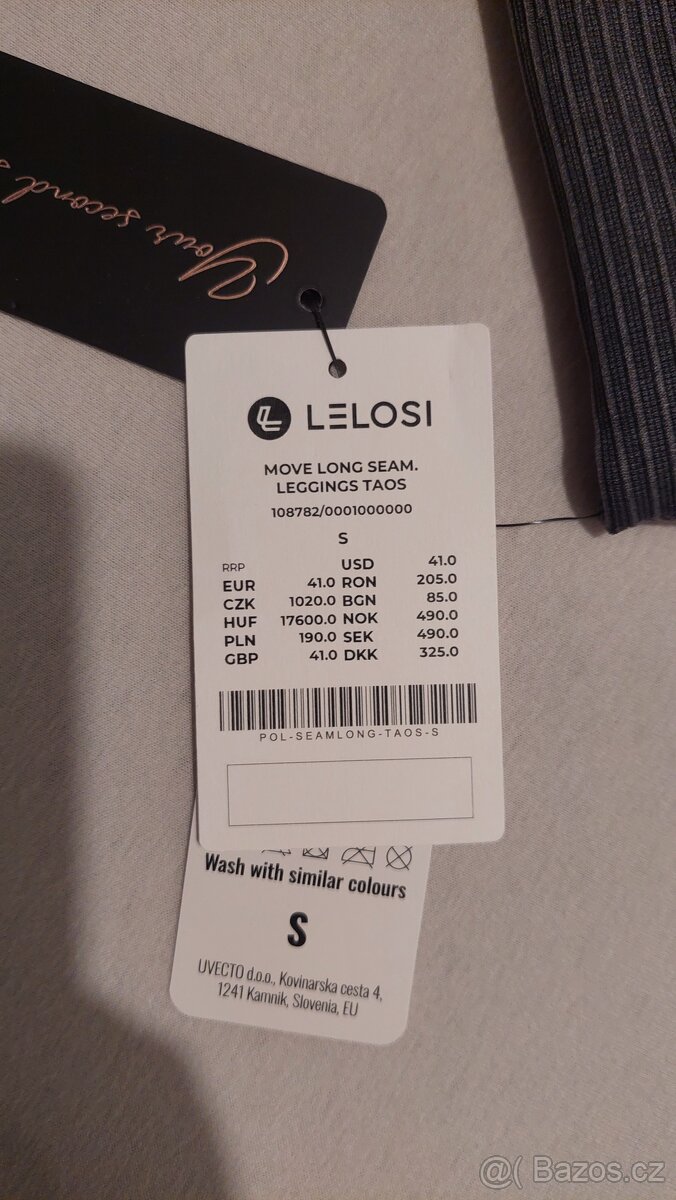 Your second
LELOSI
MOVE LONG SEAM.
LEGGINGS TAOS
108782/0001000000
S
RRP USD 41.0
EUR 41.0 RON 205.0
CZK 1020.0 BGN 85.0
HUF 17600.0 NOK 490.0
PLN 190.0 SEK 490.0
GBP 41.0 DKK 325.0
POL-SEAMLONG-TAOS-S
Wash with similar colours
S
UVECTO d.o.o., Kovinarska cesta 4,
1241 Kamnik, Slovenia, EU
@( Bazos.cz